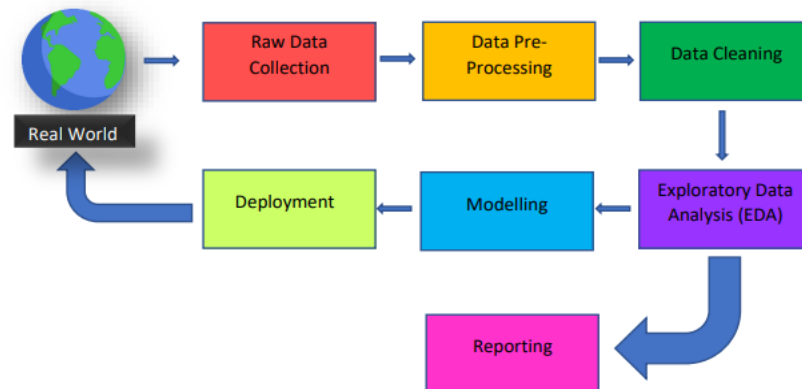 Raw Data
Collection
Data Pre-
Processing
Data Cleaning
Real World
Deployment
Modelling
Exploratory Data
Analysis (EDA)
Reporting